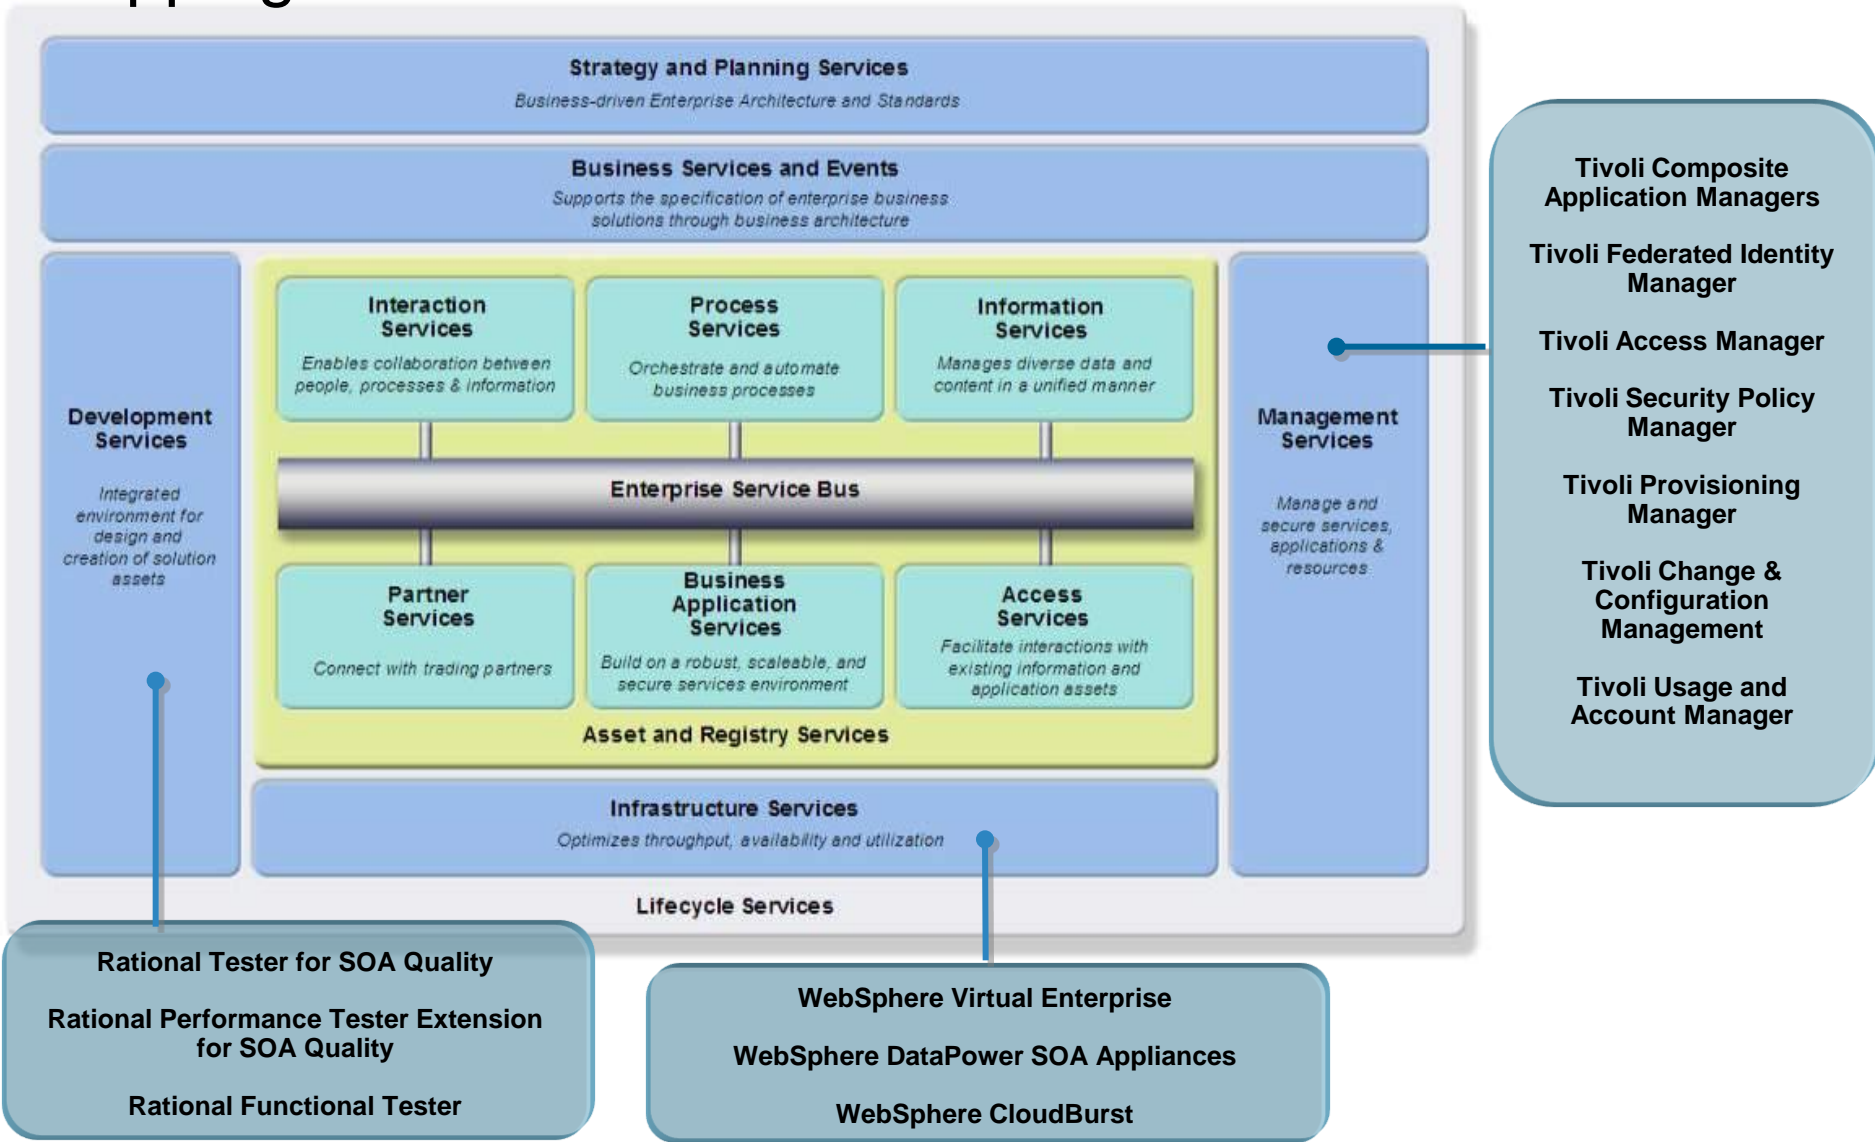 Strategy and Planning Services
Business-driven Enterprise Architecture and Standards
Business Services and Events
Supports the specification of enterprise business
solutions through business architecture
Development
Services
Integrated
environment for
design and
creation of solution
assets
Interaction
Services
Enables collaboration between
people, processes & information
Process
Services
Orchestrate and automate
business processes
Information
Services
Manages diverse data and
content in a unified manner
Enterprise Service Bus
Partner
Services
Connect with trading partners
Business
Application
Services
Build on a robust, scaleable, and
secure services environment
Access
Services
Facilitate interactions with
existing information and
application assets
Asset and Registry Services
Management
Services
Manage and
secure services,
applications &
resources
Infrastructure Services
Optimizes throughput, availability and utilization
Lifecycle Services
Tivoli Composite
Application Managers
Tivoli Federated Identity
Manager
Tivoli Access Manager
Tivoli Security Policy
Manager
Tivoli Provisioning
Manager
Tivoli Change &
Configuration
Management
Tivoli Usage and
Account Manager
Rational Tester for SOA Quality
Rational Performance Tester Extension
for SOA Quality
Rational Functional Tester
WebSphere Virtual Enterprise
WebSphere DataPower SOA Appliances
WebSphere CloudBurst